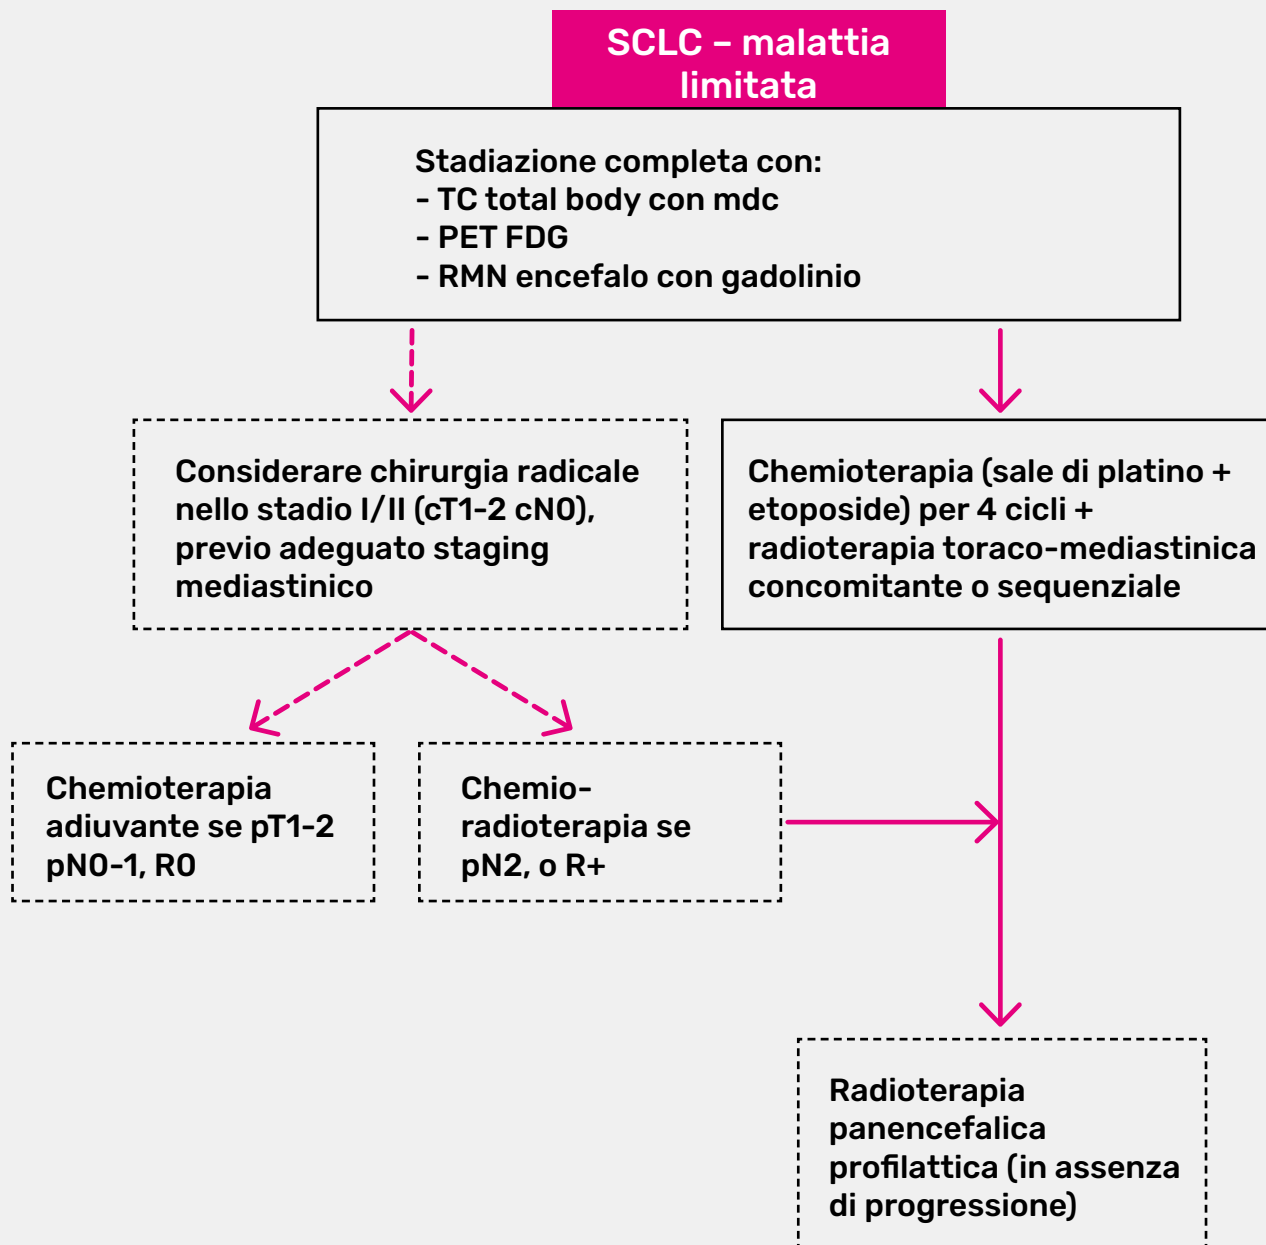 SCLC – malattia
limitata
Stadiazione completa con:
- TC total body con mdc
- PET FDG
- RMN encefalo con gadolinio
Considerare chirurgia radicale
nello stadio I/II (cT1-2 cN0),
previo adeguato staging
mediastinico
Chemioterapia (sale di platino +
etoposide) per 4 cicli +
radioterapia toraco-mediastinica
concomitante o sequenziale
Chemioterapia
adiuvante se pT1-2
pN0-1, R0
Chemio-
radioterapia se
pN2, o R+
Radioterapia
panencefalica
profilattica (in assenza
di progressione)